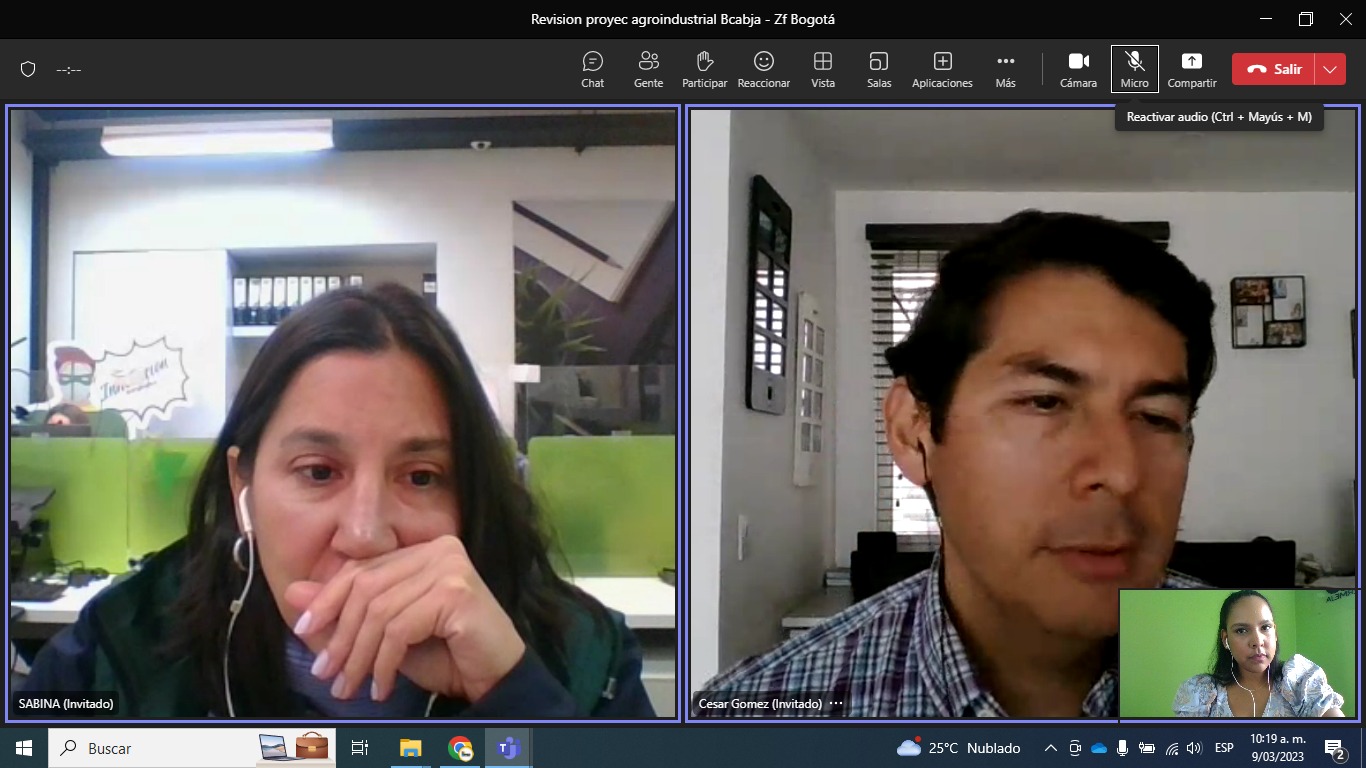 Revision proyec agroindustrial Bcabja - Zf Bogotá
--:--
Chat
Gente
Participar
Reaccionar
Vista
Salas
Aplicaciones
Más
Cámara
Micro
Compartir
Salir
Reactivar audio (Ctrl + Mayús + M)
SABINA (Invitado)
Cesar Gomez (Invitado) ···
Buscar
25°C Nublado
ESP
10:19 a. m.
9/03/2023
2